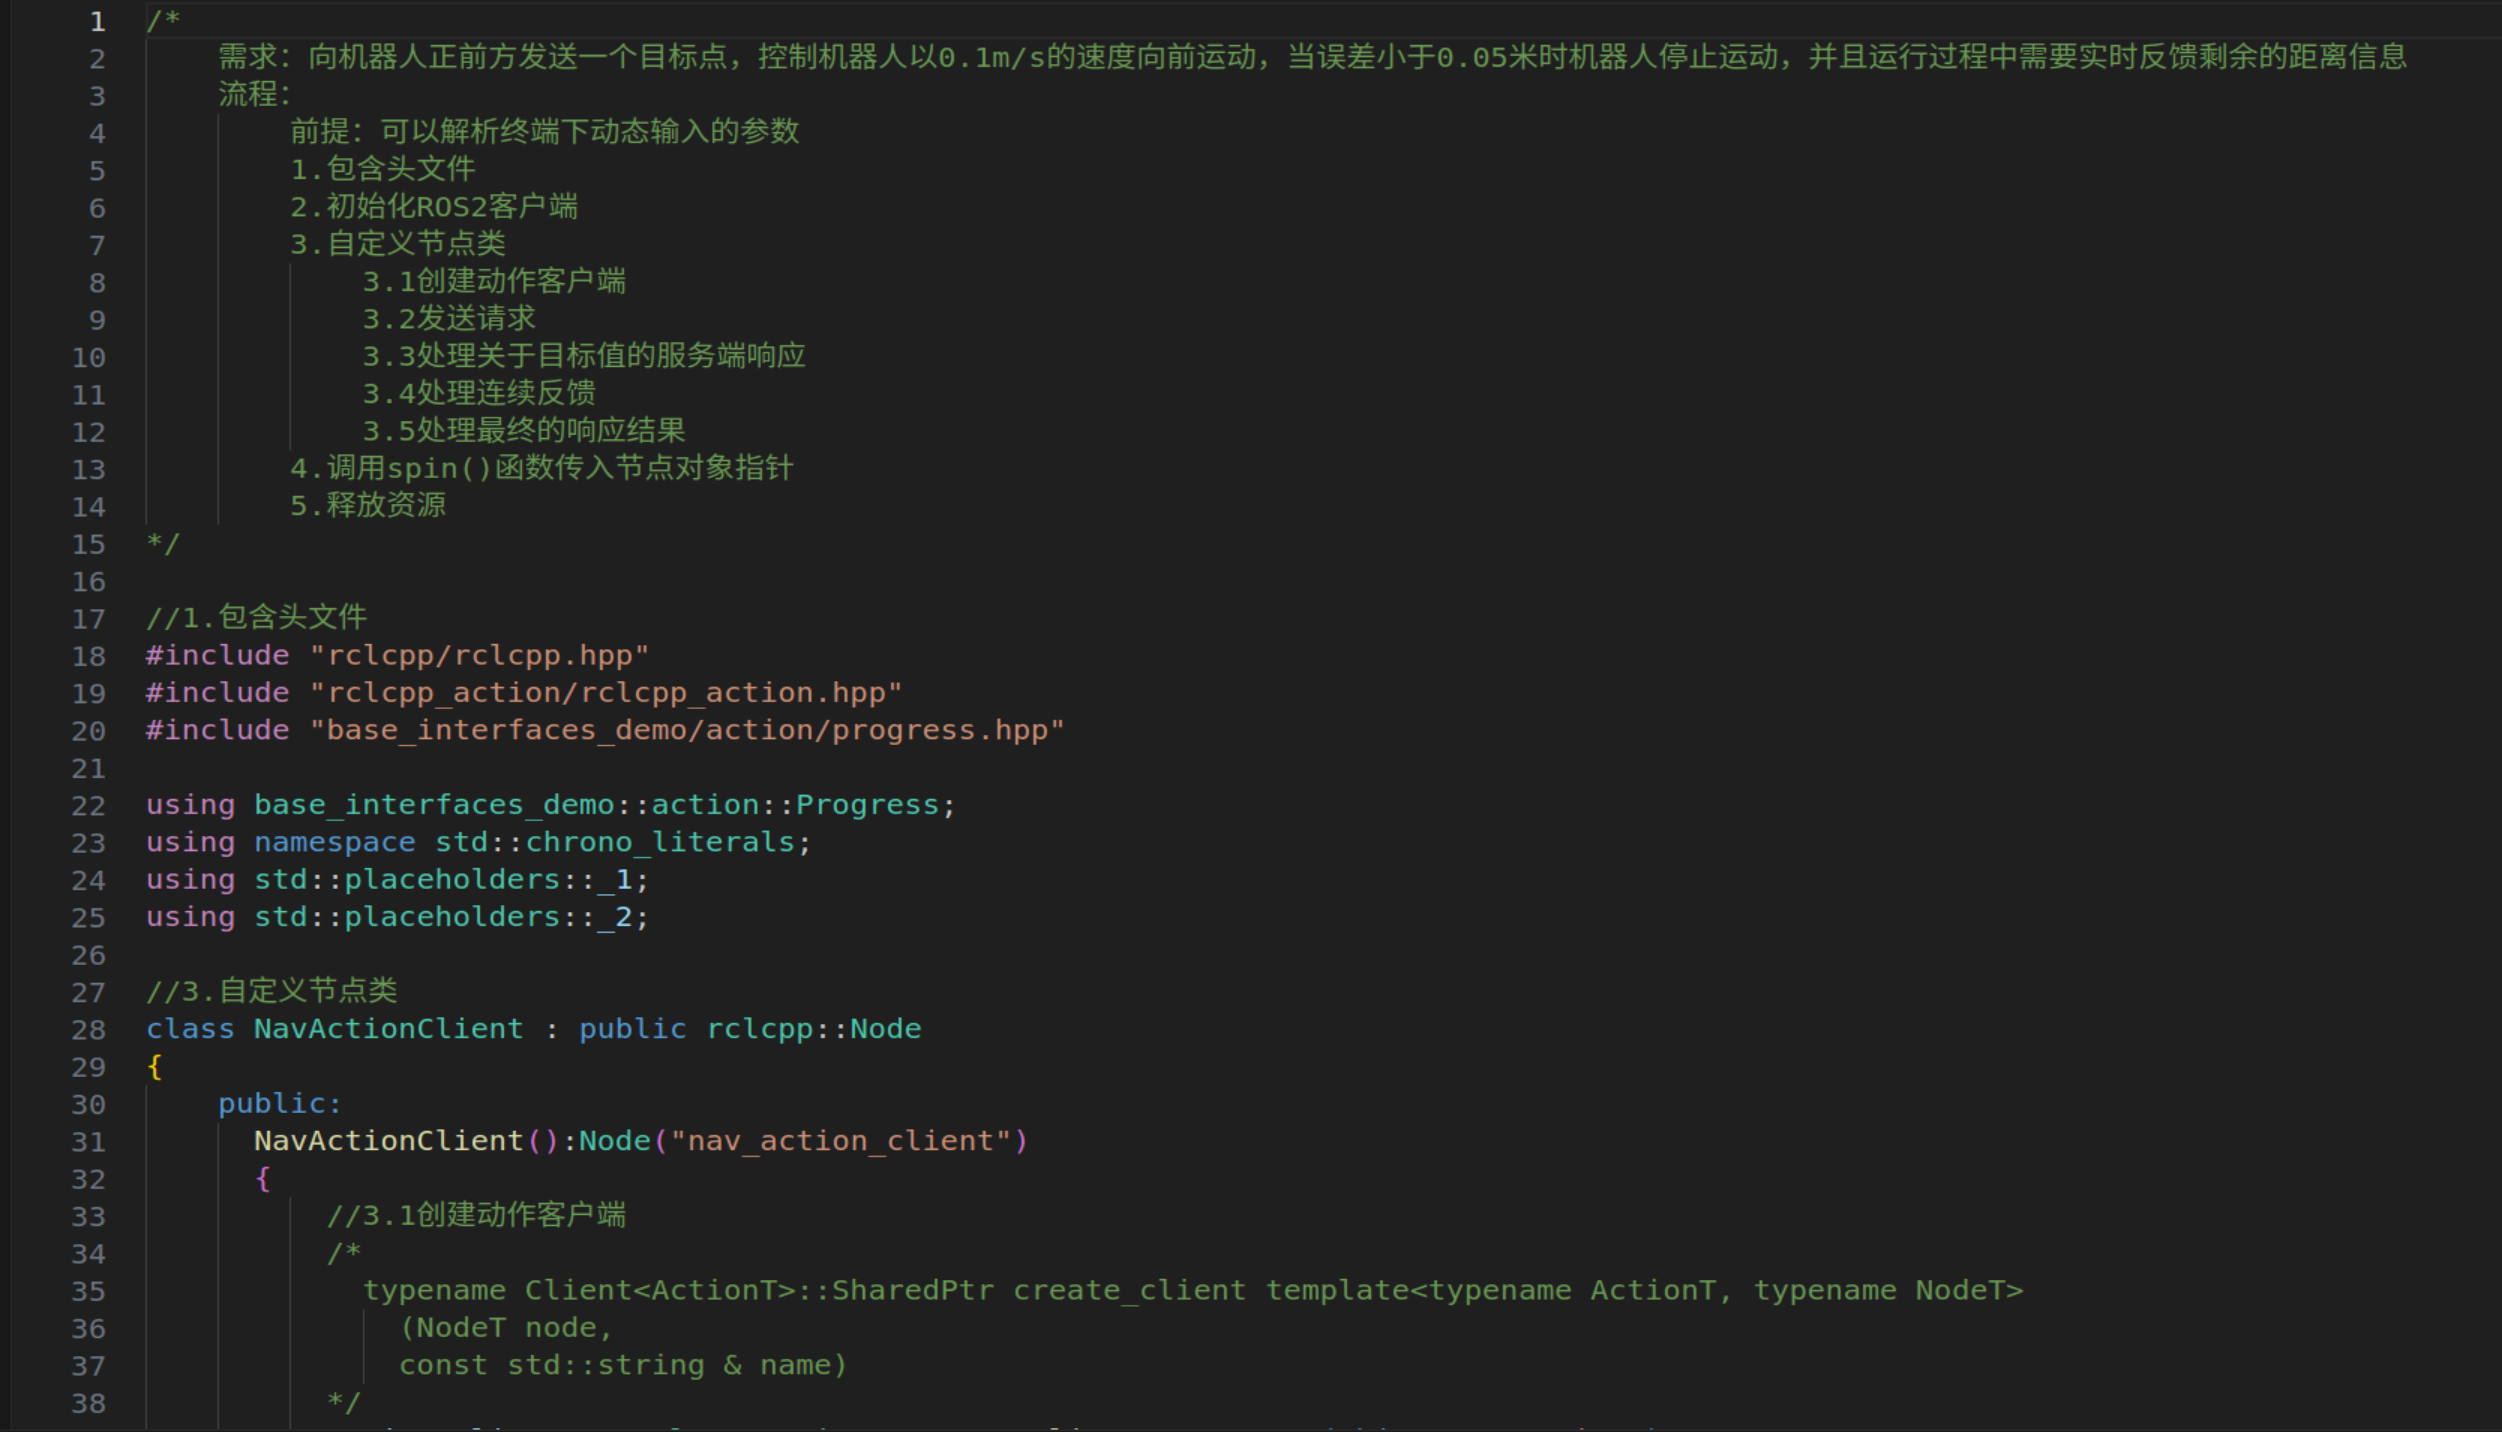 1 /*
2 需求：向机器人正前方发送一个目标点，控制机器人以0.1m/s的速度向前运动，当误差小于0.05米时机器人停止运动，并且运行过程中需要实时反馈剩余的距离信息
3 流程：
4 前提：可以解析终端下动态输入的参数
5 1.包含头文件
6 2.初始化ROS2客户端
7 3.自定义节点类
8 3.1创建动作客户端
9 3.2发送请求
10 3.3处理关于目标值的服务端响应
11 3.4处理连续反馈
12 3.5处理最终的响应结果
13 4.调用spin()函数传入节点对象指针
14 5.释放资源
15 */
16
17 //1.包含头文件
18 #include "rclcpp/rclcpp.hpp"
19 #include "rclcpp_action/rclcpp_action.hpp"
20 #include "base_interfaces_demo/action/progress.hpp"
21
22 using base_interfaces_demo::action::Progress;
23 using namespace std::chrono_literals;
24 using std::placeholders::_1;
25 using std::placeholders::_2;
26
27 //3.自定义节点类
28 class NavActionClient : public rclcpp::Node
29 {
30 public:
31 NavActionClient():Node("nav_action_client")
32 {
33 //3.1创建动作客户端
34 /*
35 typename Client<ActionT>::SharedPtr create_client template<typename ActionT, typename NodeT>
36 (NodeT node,
37 const std::string & name)
38 */